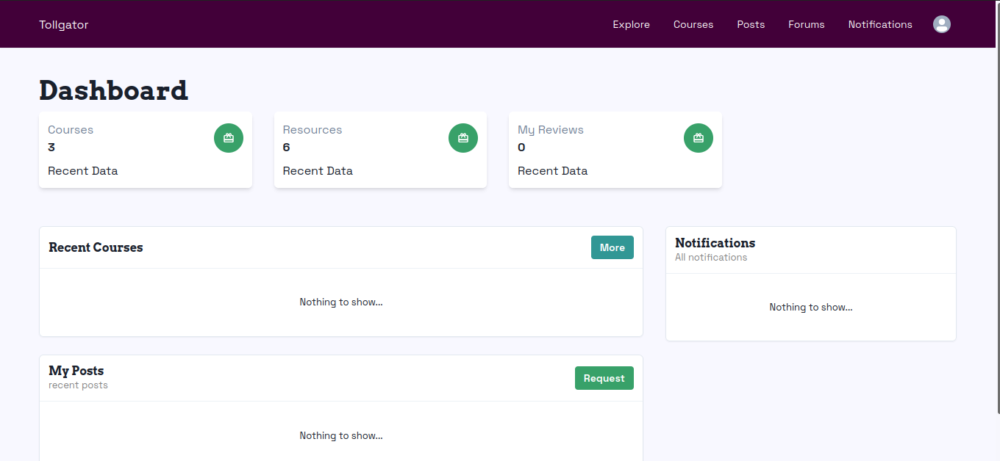 Tollgator
Explore Courses Posts Forums Notifications
Dashboard
Courses
3
Recent Data
Resources
6
Recent Data
My Reviews
0
Recent Data
Recent Courses
More
Nothing to show...
Notifications
All notifications
Nothing to show...
My Posts
recent posts
Request
Nothing to show...